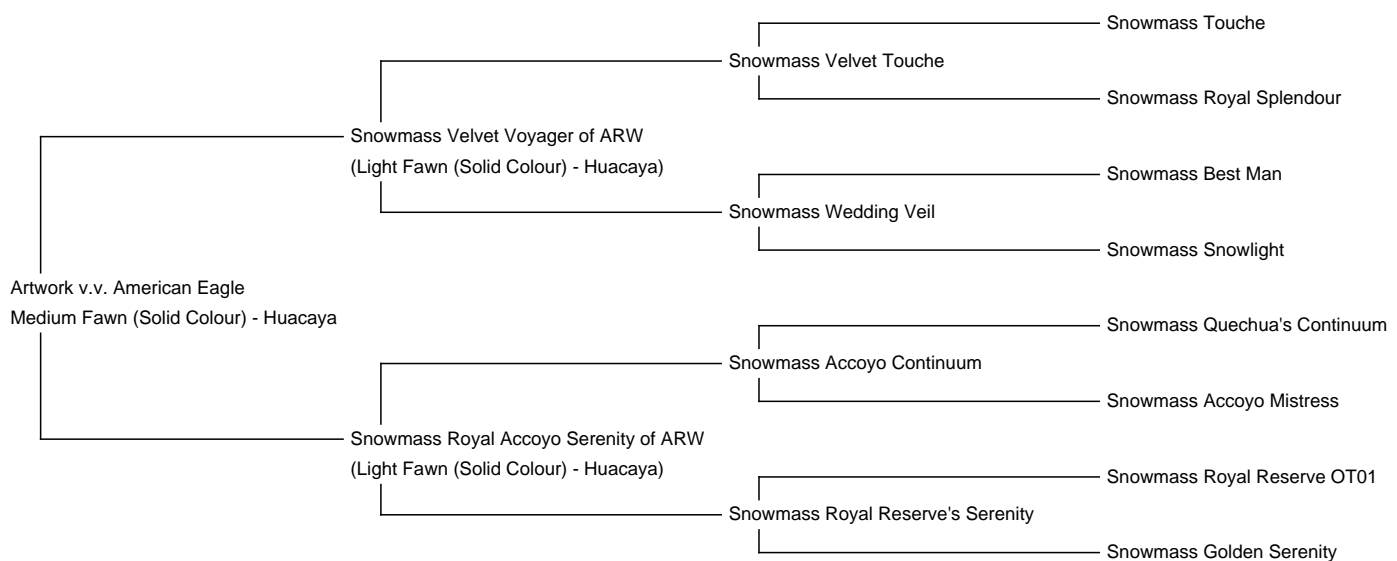 Snowmass Touche
Snowmass Velvet Touche
Snowmass Royal Splendour
Snowmass Velvet Voyager of ARW
(Light Fawn (Solid Colour) - Huacaya)
Snowmass Best Man
Snowmass Wedding Veil
Snowmass Snowlight
Artwork v.v. American Eagle
Medium Fawn (Solid Colour) - Huacaya
Snowmass Quechua's Continuum
Snowmass Accoyo Continuum
Snowmass Accoyo Mistress
Snowmass Royal Accoyo Serenity of ARW
(Light Fawn (Solid Colour) - Huacaya)
Snowmass Royal Reserve OT01
Snowmass Royal Reserve's Serenity
Snowmass Golden Serenity